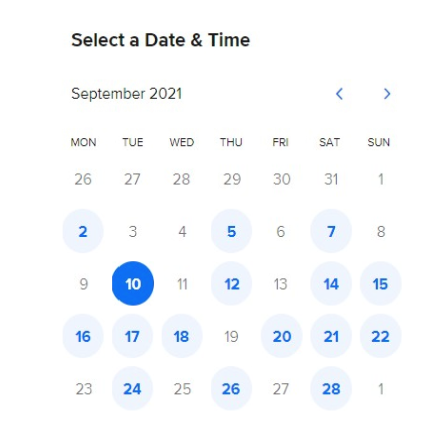 Select a Date & Time
September 2021
MON TUE WED THU FRI SAT SUN
26 27 28 29 30 31 1
2 3 4 5 6 7 8
9 10 11 12 13 14 15
16 17 18 19 20 21 22
23 24 25 26 27 28 1